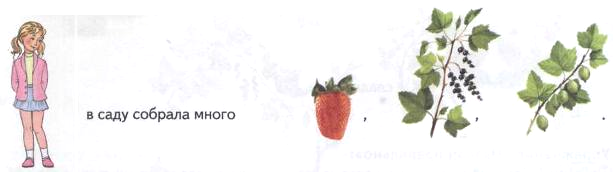 в саду собрала много , , .